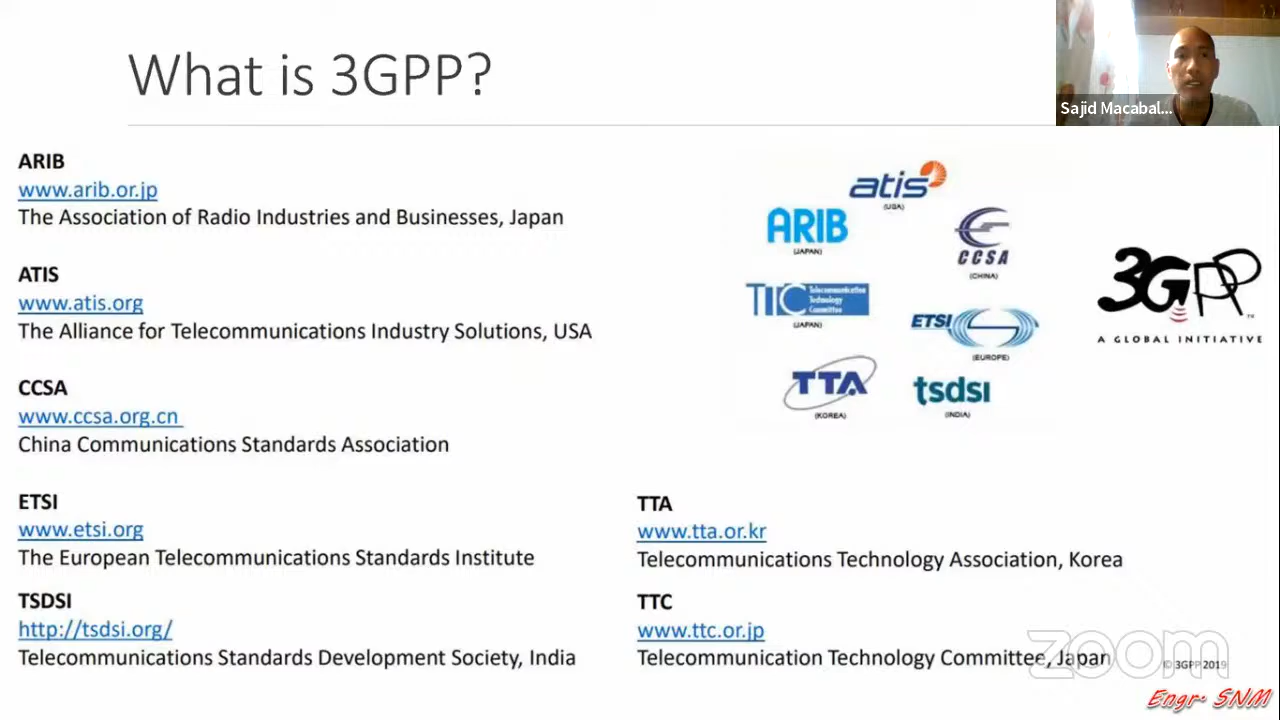 What is 3GPP?
Sajid Macabal...
ARIB
www.arib.or.jp
The Association of Radio Industries and Businesses, Japan
ATIS
www.atis.org
The Alliance for Telecommunications Industry Solutions, USA
CCSA
www.ccsa.org.cn
China Communications Standards Association
ETSI
www.etsi.org
The European Telecommunications Standards Institute
TSDSI
http://tsdsi.org/
Telecommunications Standards Development Society, India
atis
(USA)
ARIB
(JAPAN)
CCSA
(CHINA)
TTC Telecommunication
Technology
Committee
(JAPAN)
ETSI
(EUROPE)
TTA
(KOREA)
tsdsi
(INDIA)
3GPP
TM
A GLOBAL INITIATIVE
TTA
www.tta.or.kr
Telecommunications Technology Association, Korea
TTC
www.ttc.or.jp
Telecommunication Technology Committee, Japan
zoom
© 3GPP 2019
Engr. SNM